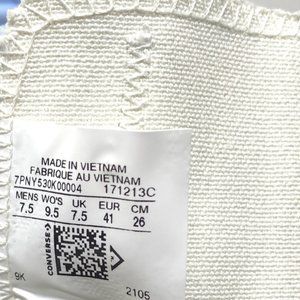 MADE IN VIETNAM
FABRIQUE AU VIETNAM
7PNY530K00004 171213C
MENS WO'S UK EUR CM
7.5 9.5 7.5 41 26
CONVERSE
9K 2105